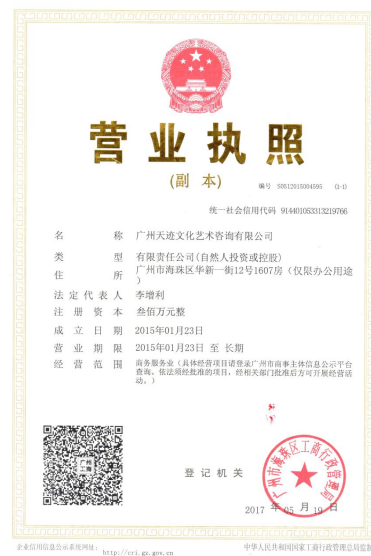 营业执照
(副 本)
编号 S0512015004595 (1-1)
统一社会信用代码 914401053313219766
名 称 广州天迹文化艺术咨询有限公司
类 型 有限责任公司(自然人投资或控股)
住 所 广州市海珠区华新一街12号1607房（仅限办公用途
）
法定代表人 李增利
注册资本 叁佰万元整
成立日期 2015年01月23日
营业期限 2015年01月23日 至 长期
经营范围 商务服务业（具体经营项目请登录广州市商事主体信息公示平台
查询。依法须经批准的项目，经相关部门批准后方可开展经营活
动。）
登记机关
广州市海珠区工商行政管理局
2017 年 05 月 19 日
企业信用信息公示系统网址： http://cri.gz.gov.cn
中华人民共和国国家工商行政管理总局监制